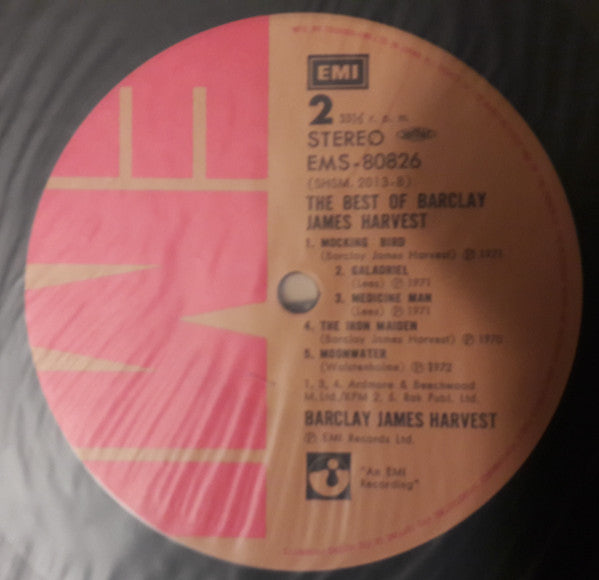 EMI
2
33⅓ r. p. m.
STEREO
EMS-80826
(SHSM. 2013-B)
THE BEST OF BARCLAY
JAMES HARVEST
1. MOCKING BIRD
(Barclay James Harvest) Ⓟ 1971
2. GALADRIEL
(Lees) Ⓟ 1971
3. MEDICINE MAN
(Lees) Ⓟ 1971
4. THE IRON MAIDEN
(Barclay James Harvest) Ⓟ 1970
5. MOONWATER
(Wolstenholme) Ⓟ 1972
1, 3, 4. Ardmore & Beechwood
M. Ltd./KPM 2, 5. Rak Publ. Ltd.
BARCLAY JAMES HARVEST
Ⓟ EMI Records Ltd.
"An EMI
Recording"